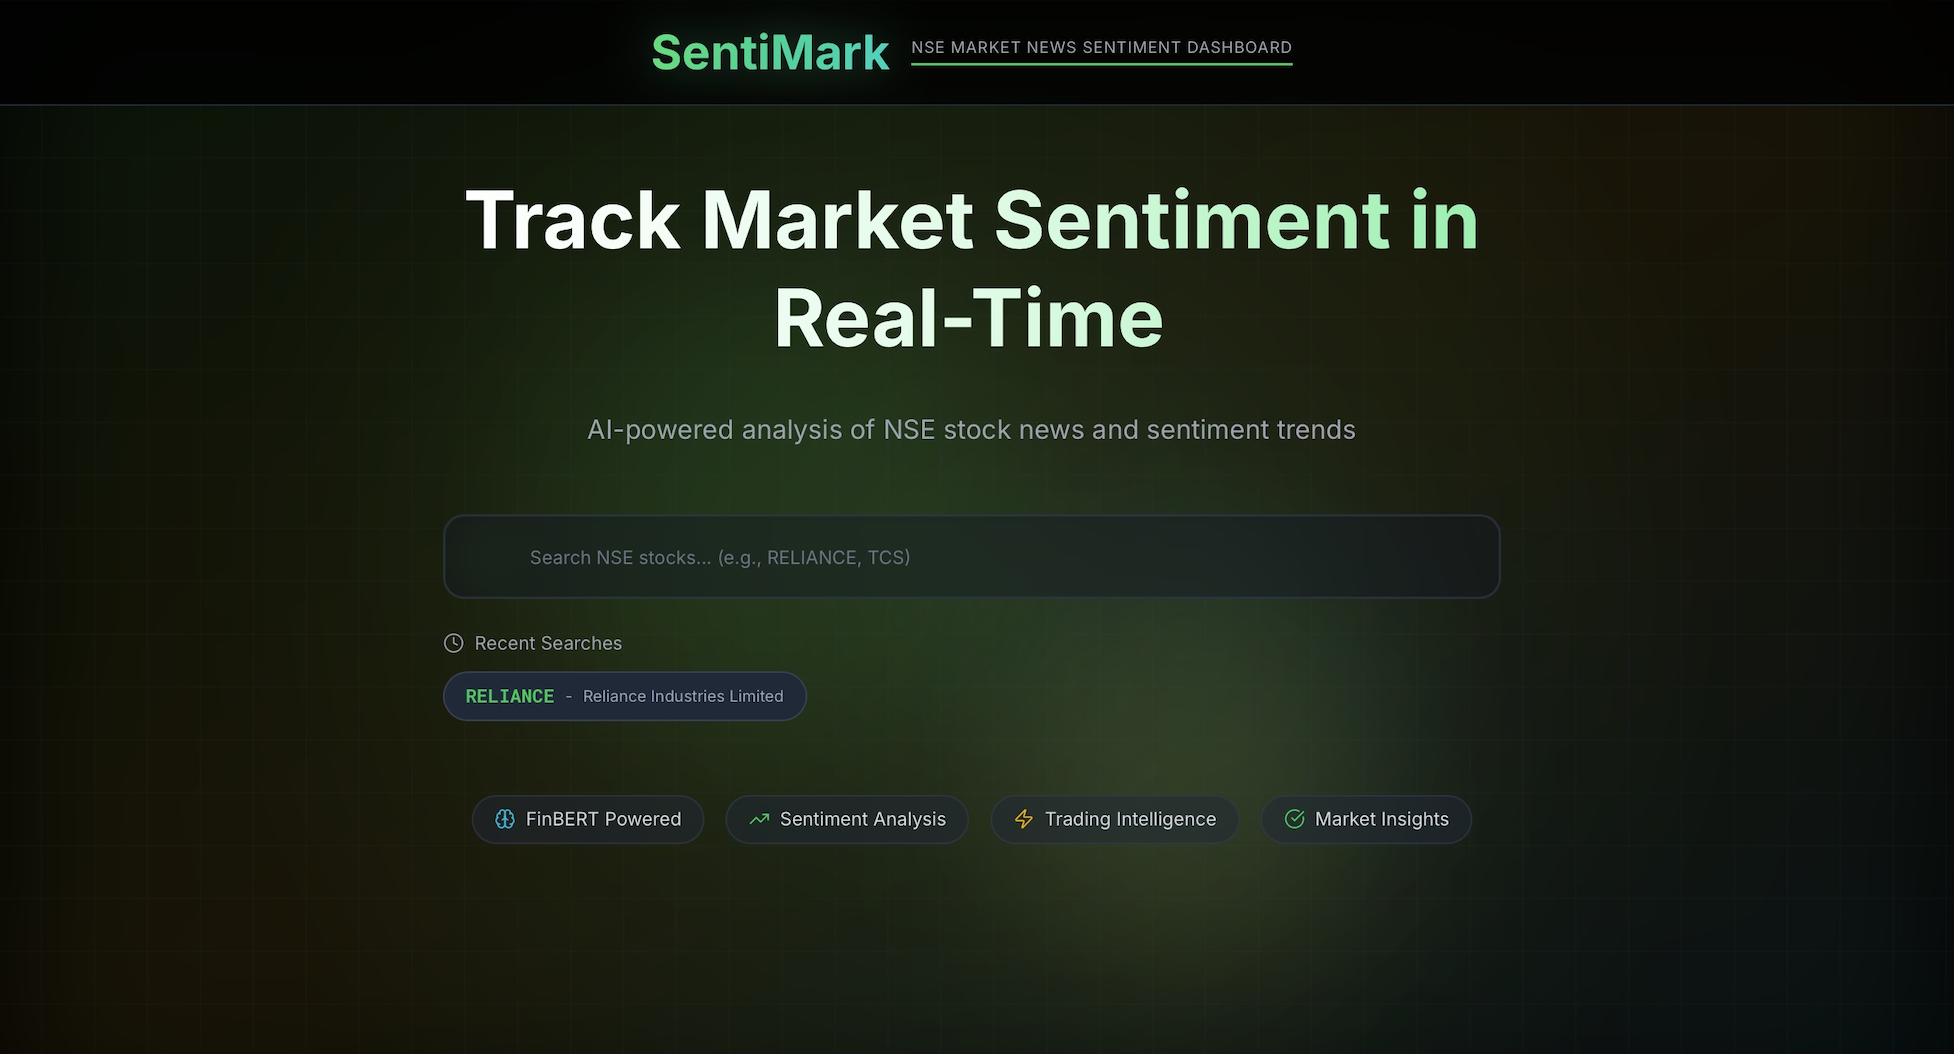 SentiMark NSE MARKET NEWS SENTIMENT DASHBOARD
Track Market Sentiment in
Real-Time
AI-powered analysis of NSE stock news and sentiment trends
Search NSE stocks... (e.g., RELIANCE, TCS)
Recent Searches
RELIANCE - Reliance Industries Limited
FinBERT Powered Sentiment Analysis Trading Intelligence Market Insights